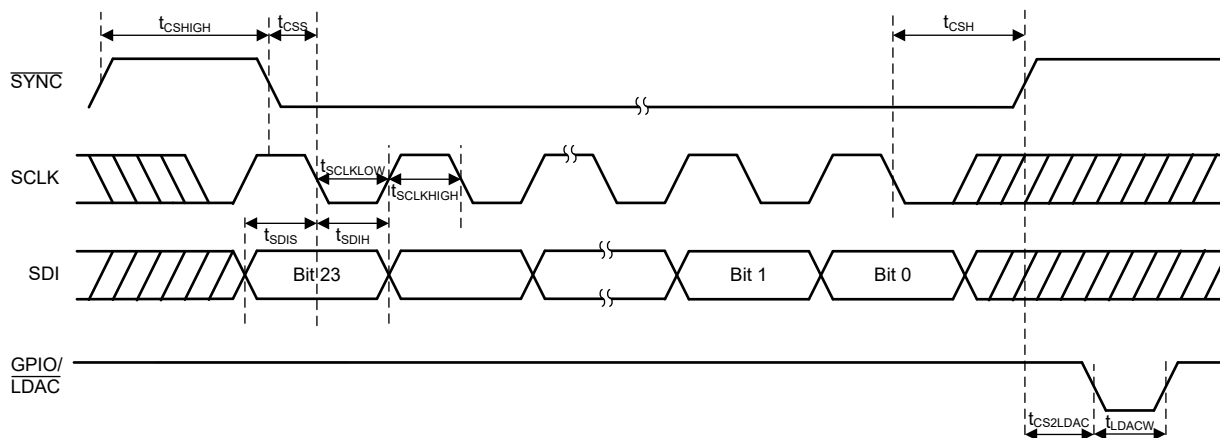 tCSHIGH
tCSS
tCSH
SYNC
SCLK
tSCLKLOW
tSCLKHIGH
tSDIS
tSDIH
SDI
Bit 23
Bit 1
Bit 0
GPIO/
LDAC
tCS2LDAC
tLDACW